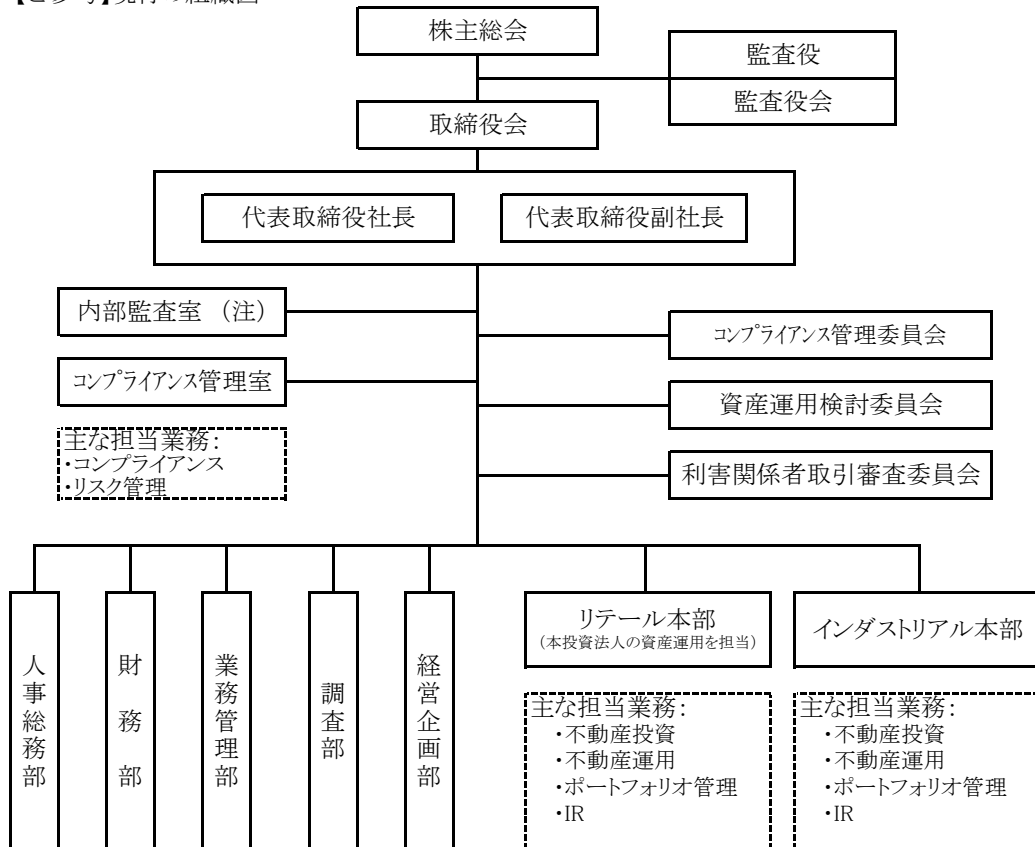 株主総会
監査役
監査役会
取締役会
代表取締役社長
代表取締役副社長
内部監査室 (注)
コンプライアンス管理委員会
コンプライアンス管理室
資産運用検討委員会
主な担当業務:
・コンプライアンス
・リスク管理
利害関係者取引審査委員会
人事総務部
財務部
業務管理部
調査部
経営企画部
リテール本部
(本投資法人の資産運用を担当)
インダストリアル本部
主な担当業務:
・不動産投資
・不動産運用
・ポートフォリオ管理
・IR
主な担当業務:
・不動産投資
・不動産運用
・ポートフォリオ管理
・IR